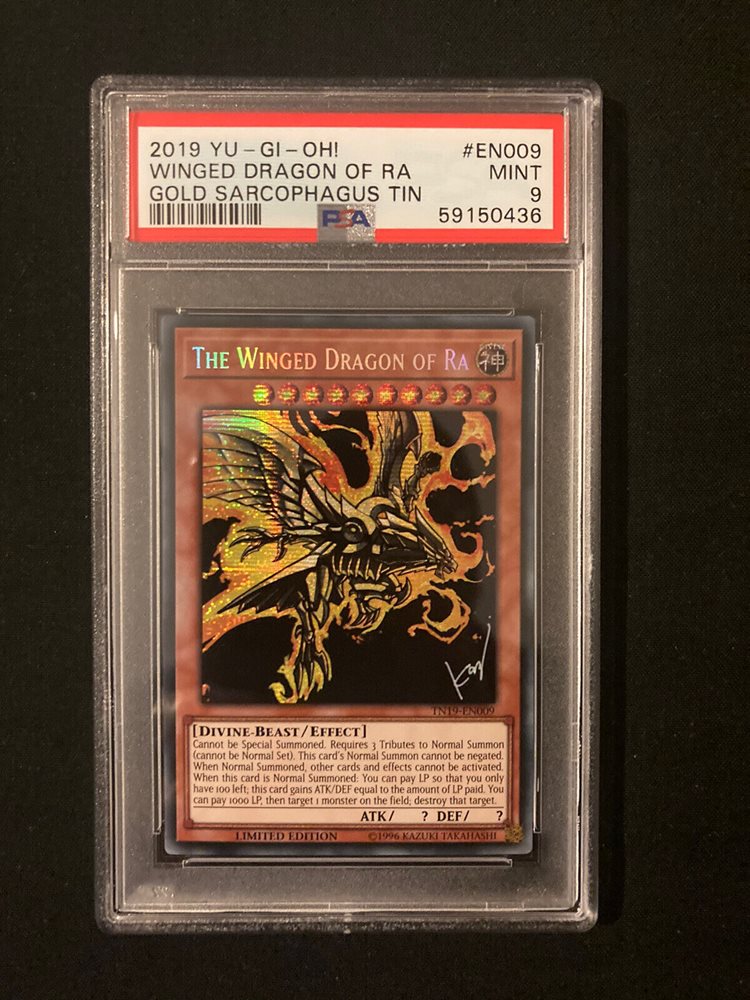 2019 YU-GI-OH! #EN009
WINGED DRAGON OF RA MINT
GOLD SARCOPHAGUS TIN 9
PSA 59150436
THE WINGED DRAGON OF RA 神
TN19-EN009
[DIVINE-BEAST/EFFECT]
Cannot be Special Summoned. Requires 3 Tributes to Normal Summon
(cannot be Normal Set). This card's Normal Summon cannot be negated.
When Normal Summoned, other cards and effects cannot be activated.
When this card is Normal Summoned: You can pay LP so that you only
have 100 left; this card gains ATK/DEF equal to the amount of LP paid. You
can pay 1000 LP, then target 1 monster on the field; destroy that target.
ATK/ ? DEF/ ?
LIMITED EDITION ©1996 KAZUKI TAKAHASHI